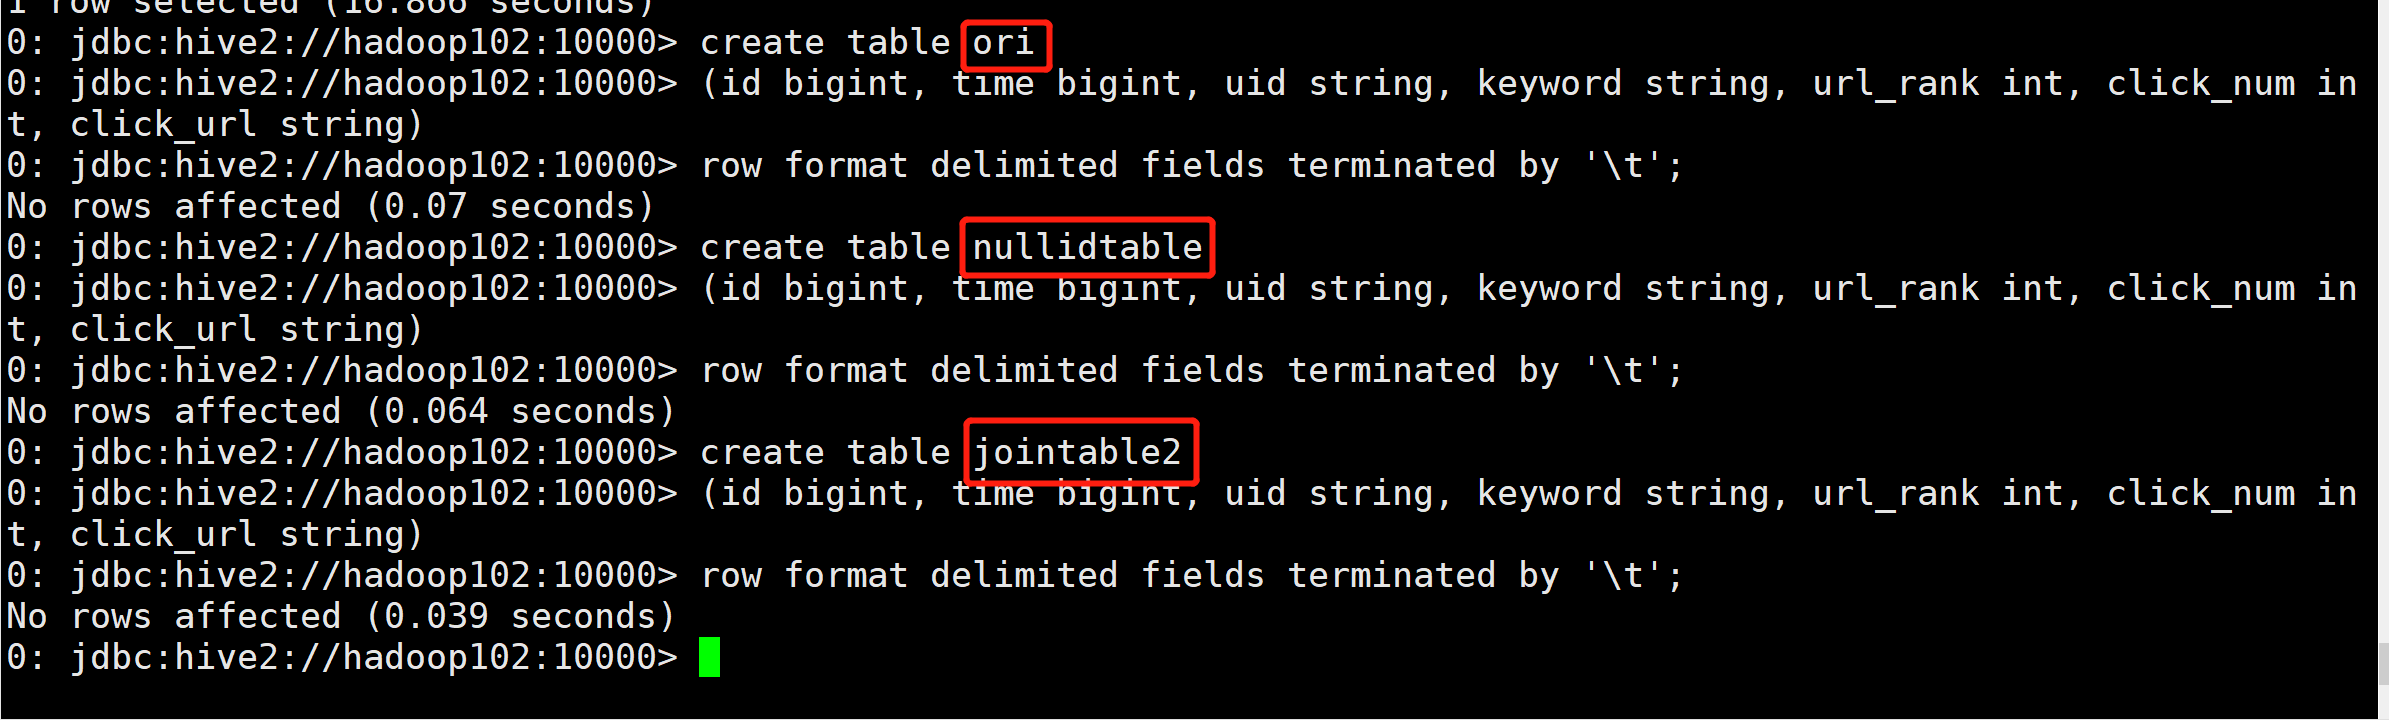 1 row selected (16.866 seconds)
0: jdbc:hive2://hadoop102:10000> create table ori
0: jdbc:hive2://hadoop102:10000> (id bigint, time bigint, uid string, keyword string, url_rank int, click_num in
t, click_url string)
0: jdbc:hive2://hadoop102:10000> row format delimited fields terminated by '\t';
No rows affected (0.07 seconds)
0: jdbc:hive2://hadoop102:10000> create table nullidtable
0: jdbc:hive2://hadoop102:10000> (id bigint, time bigint, uid string, keyword string, url_rank int, click_num in
t, click_url string)
0: jdbc:hive2://hadoop102:10000> row format delimited fields terminated by '\t';
No rows affected (0.064 seconds)
0: jdbc:hive2://hadoop102:10000> create table jointable2
0: jdbc:hive2://hadoop102:10000> (id bigint, time bigint, uid string, keyword string, url_rank int, click_num in
t, click_url string)
0: jdbc:hive2://hadoop102:10000> row format delimited fields terminated by '\t';
No rows affected (0.039 seconds)
0: jdbc:hive2://hadoop102:10000>